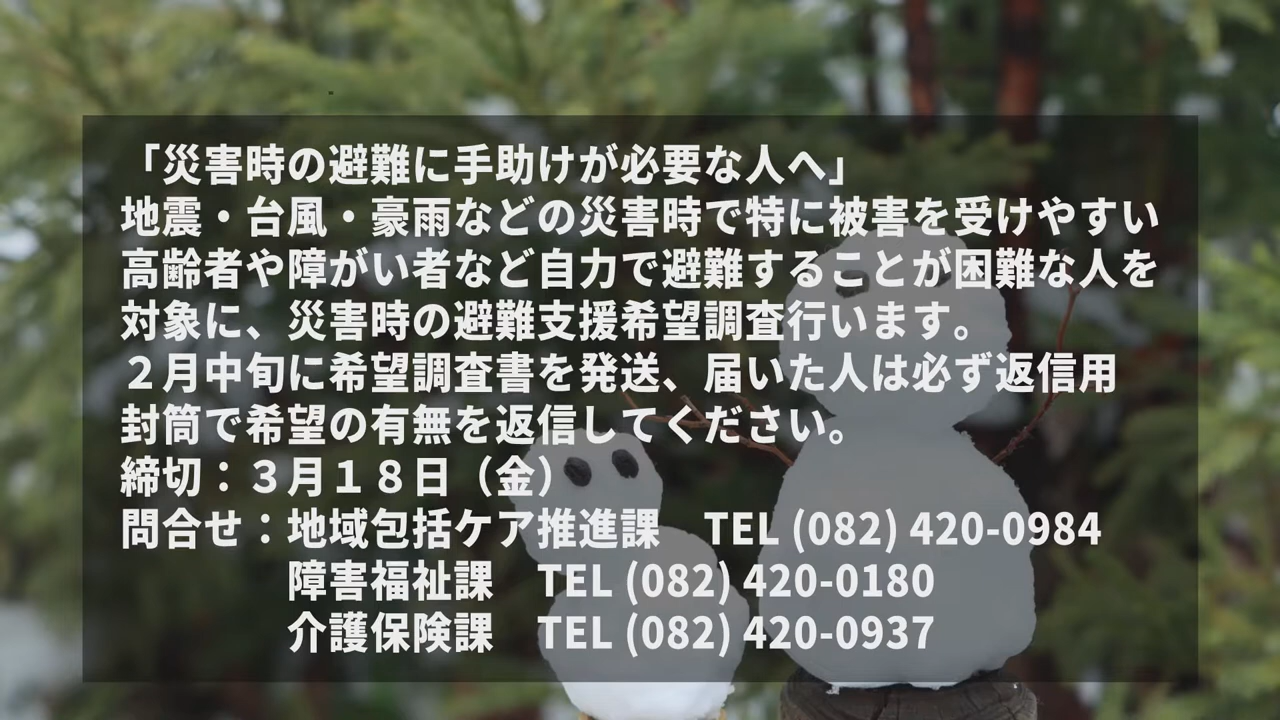 「災害時の避難に手助けが必要な人へ」
地震・台風・豪雨などの災害時で特に被害を受けやすい
高齢者や障がい者など自力で避難することが困難な人を
対象に、災害時の避難支援希望調査行います。
２月中旬に希望調査書を発送、届いた人は必ず返信用
封筒で希望の有無を返信してください。
締切：３月１８日（金）
問合せ：地域包括ケア推進課　TEL (082) 420-0984
障害福祉課　TEL (082) 420-0180
介護保険課　TEL (082) 420-0937